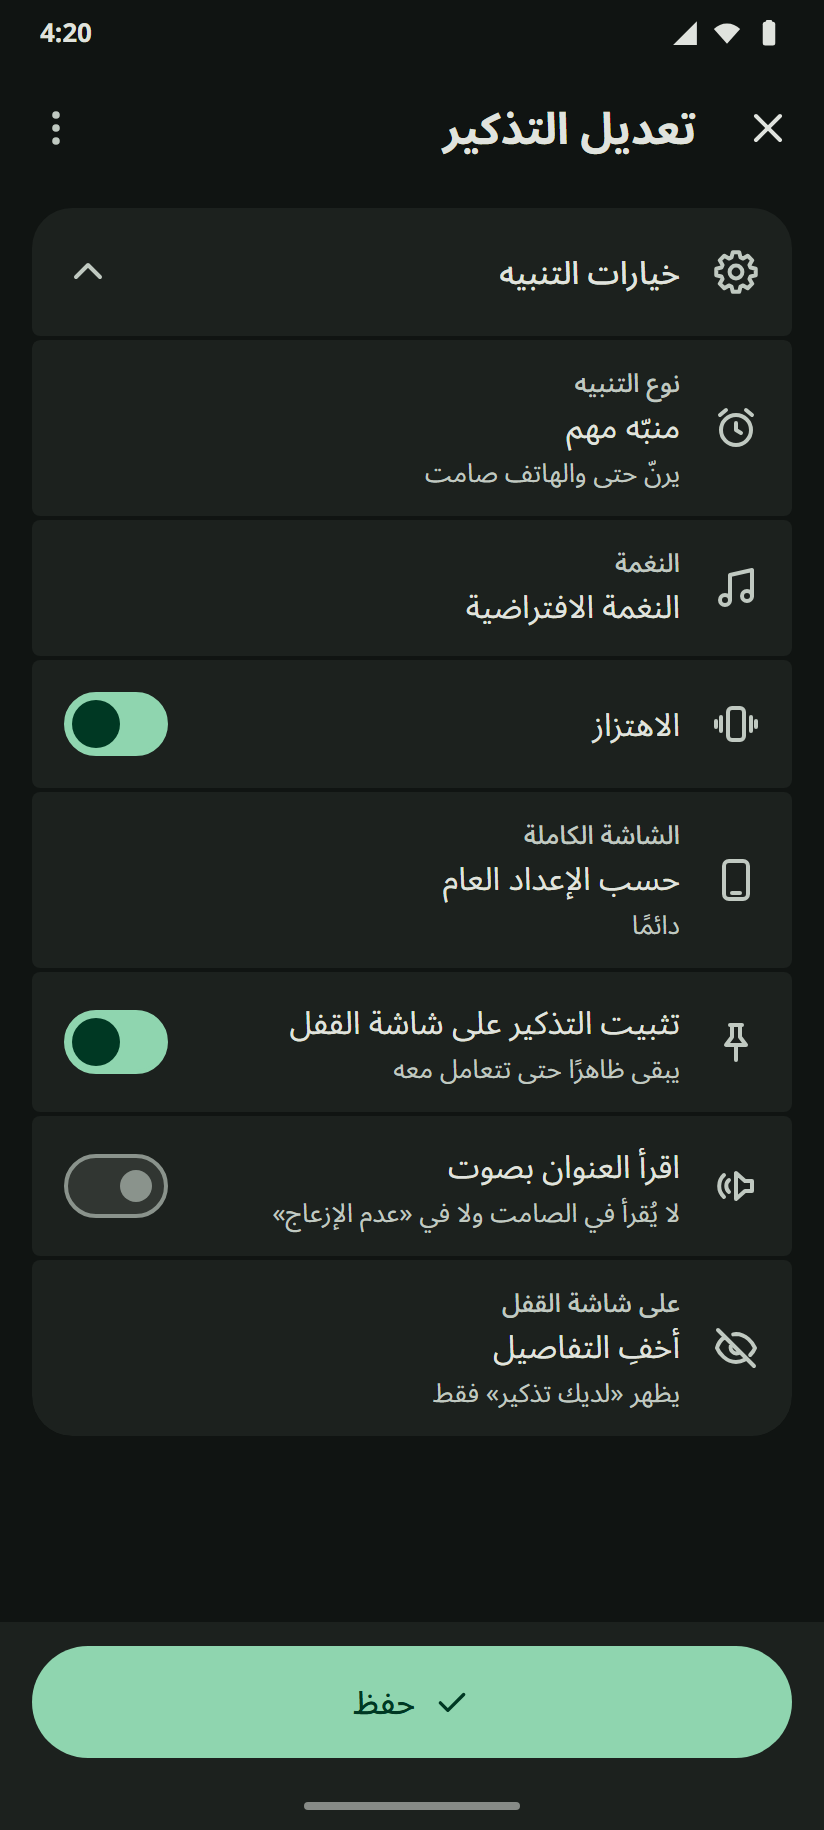 4:20
تعديل التذكير
خيارات التنبيه
نوع التنبيه
منبّه مهم
يرنّ حتى والهاتف صامت
النغمة
النغمة الافتراضية
الاهتزاز
الشاشة الكاملة
حسب الإعداد العام
دائمًا
تثبيت التذكير على شاشة القفل
يبقى ظاهرًا حتى تتعامل معه
اقرأ العنوان بصوت
لا يُقرأ في الصامت ولا في «عدم الإزعاج»
على شاشة القفل
أخفِ التفاصيل
يظهر «لديك تذكير» فقط
حفظ